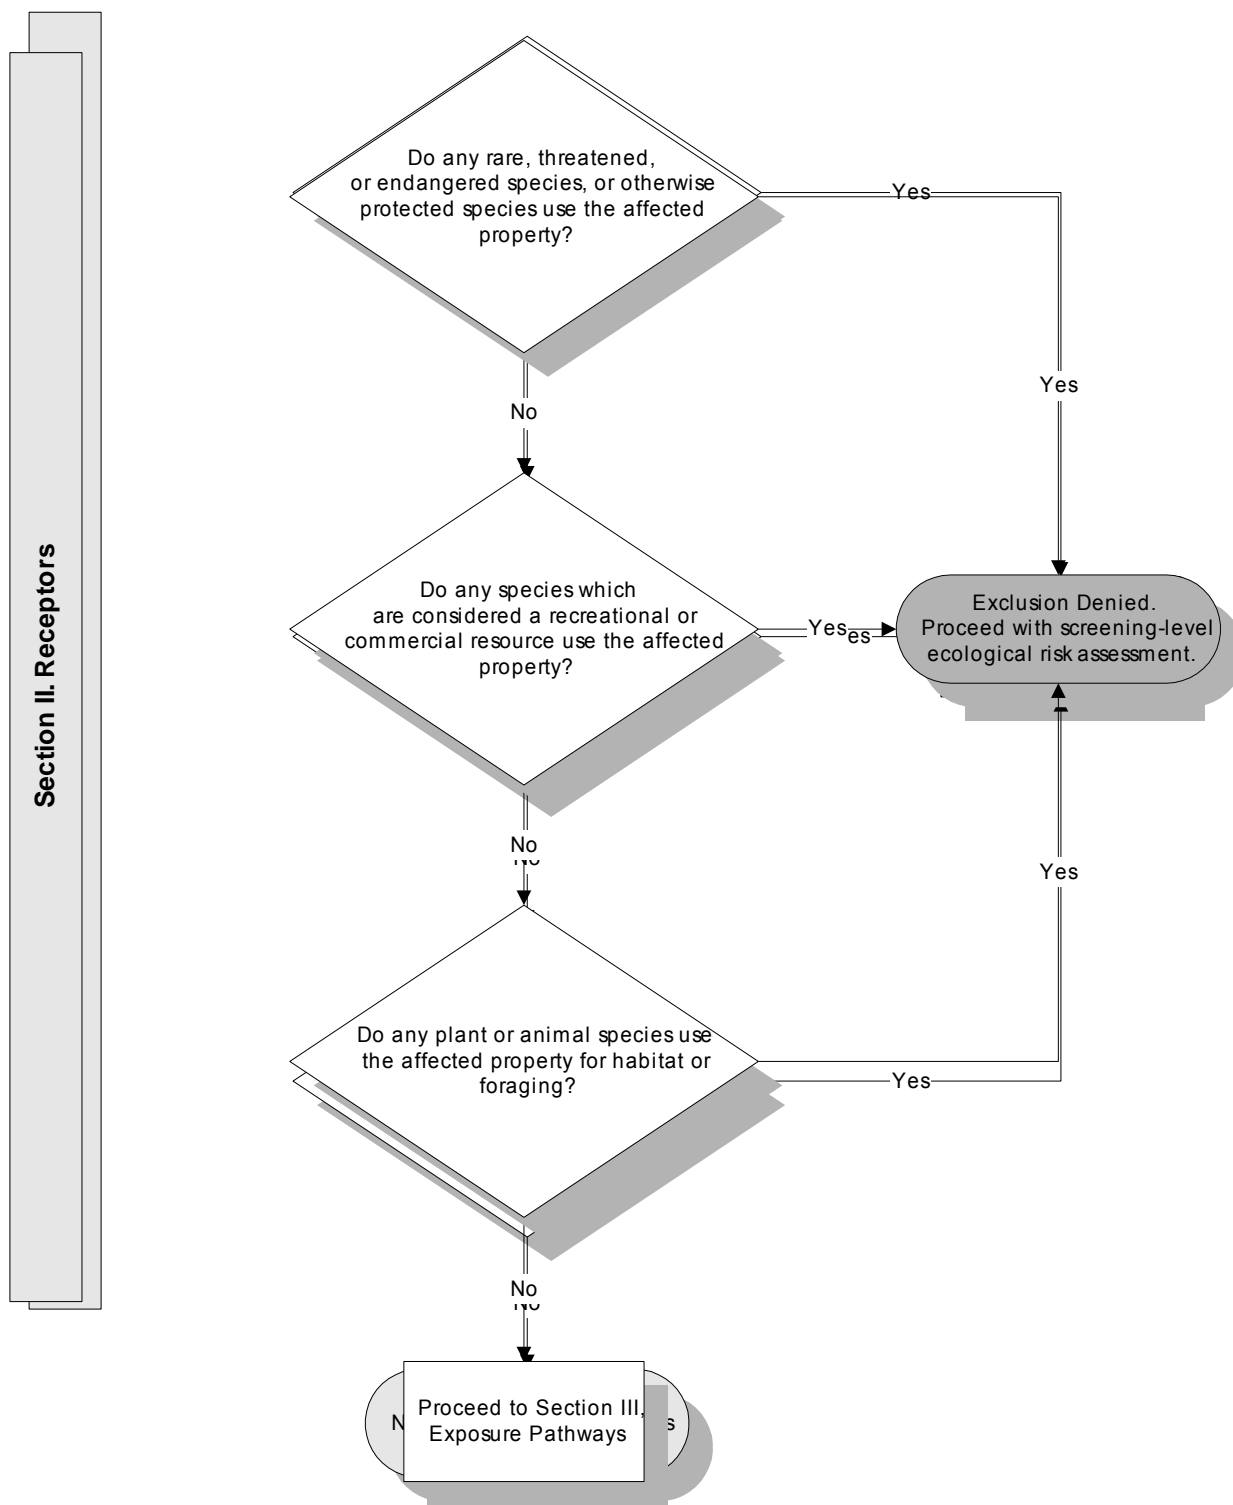 Section II. Receptors
Do any rare, threatened,
or endangered species, or otherwise
protected species use the affected
property?
Yes
Yes
No
Do any species which
are considered a recreational or
commercial resource use the affected
property?
Yes
es
Exclusion Denied.
Proceed with screening-level
ecological risk assessment.
No
No
Yes
Do any plant or animal species use
the affected property for habitat or
foraging?
Yes
No
No
Proceed to Section III,
Exposure Pathways